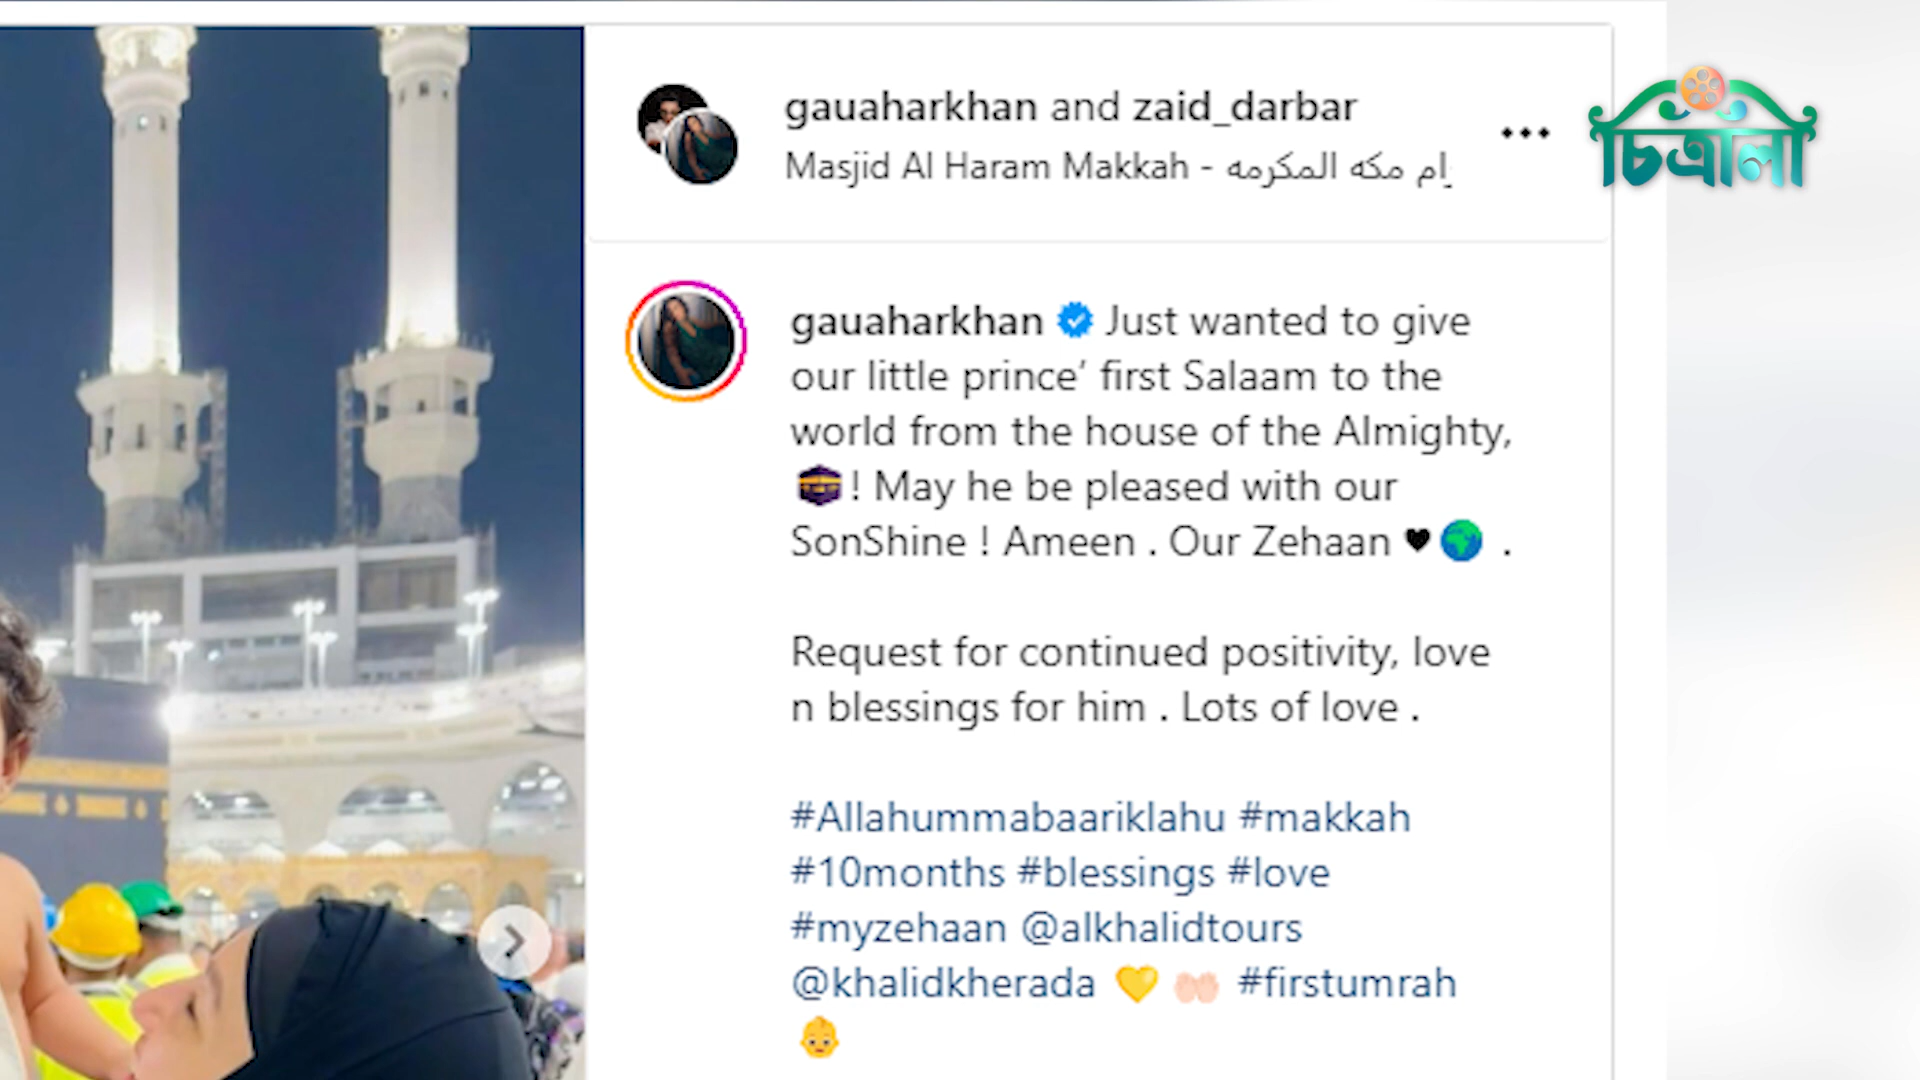 gauaharkhan and zaid_darbar
Masjid Al Haram Makkah - ام مكه المكرمه
চিত্রালী
gauaharkhan Just wanted to give
our little prince’ first Salaam to the
world from the house of the Almighty,
🕋! May he be pleased with our
SonShine ! Ameen . Our Zehaan ♥🌍 .
Request for continued positivity, love
n blessings for him . Lots of love .
#Allahummabaariklahu #makkah
#10months #blessings #love
#myzehaan @alkhalidtours
@khalidkherada 💛 🤲🏻 #firstumrah
👶